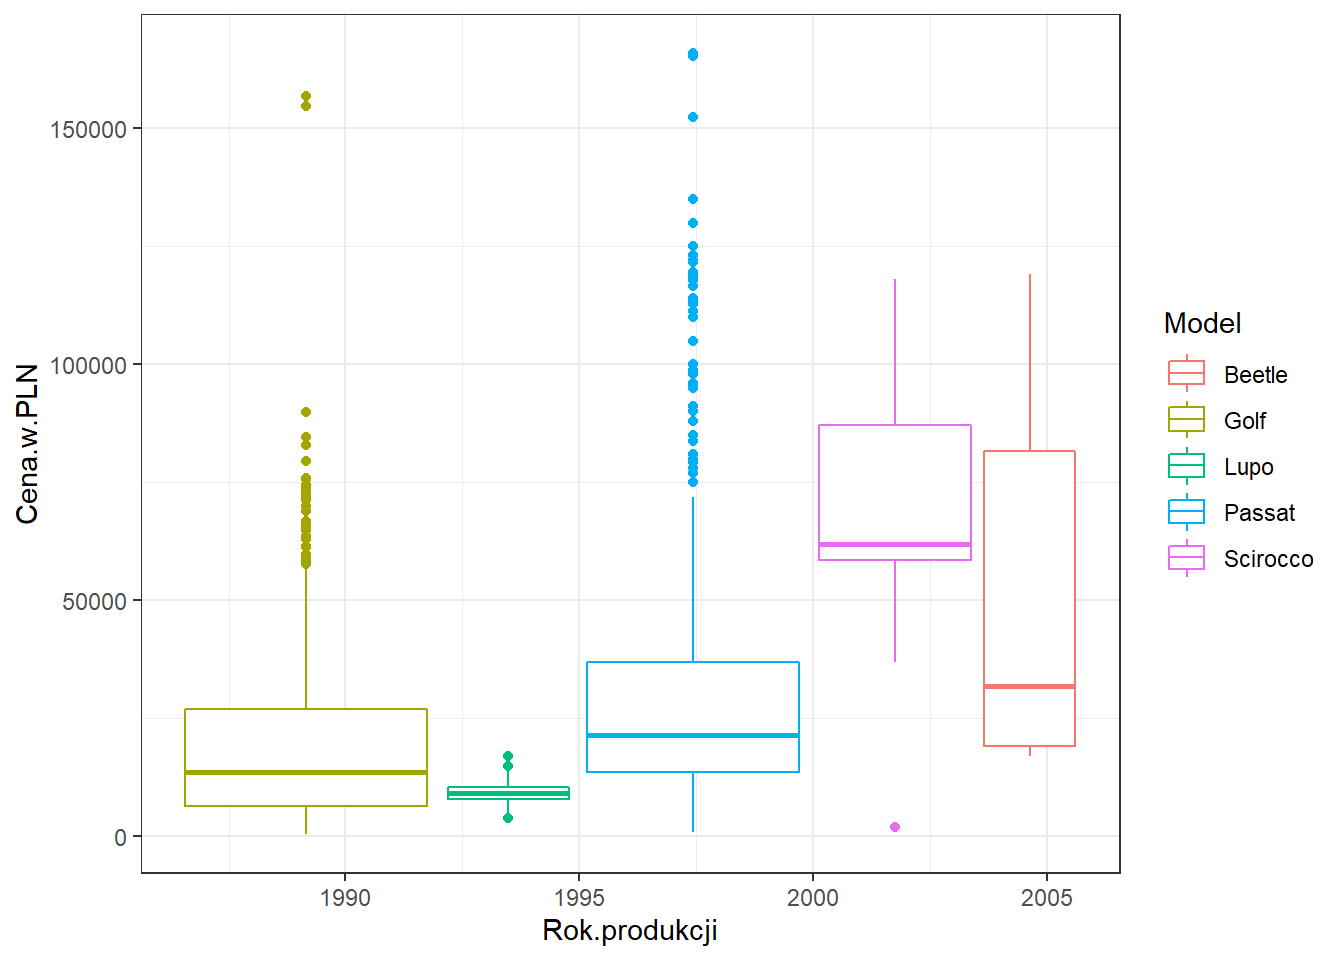 150000
100000
50000
0
Cena.w.PLN
1990
1995
2000
2005
Rok.produkcji
Model
Beetle
Golf
Lupo
Passat
Scirocco